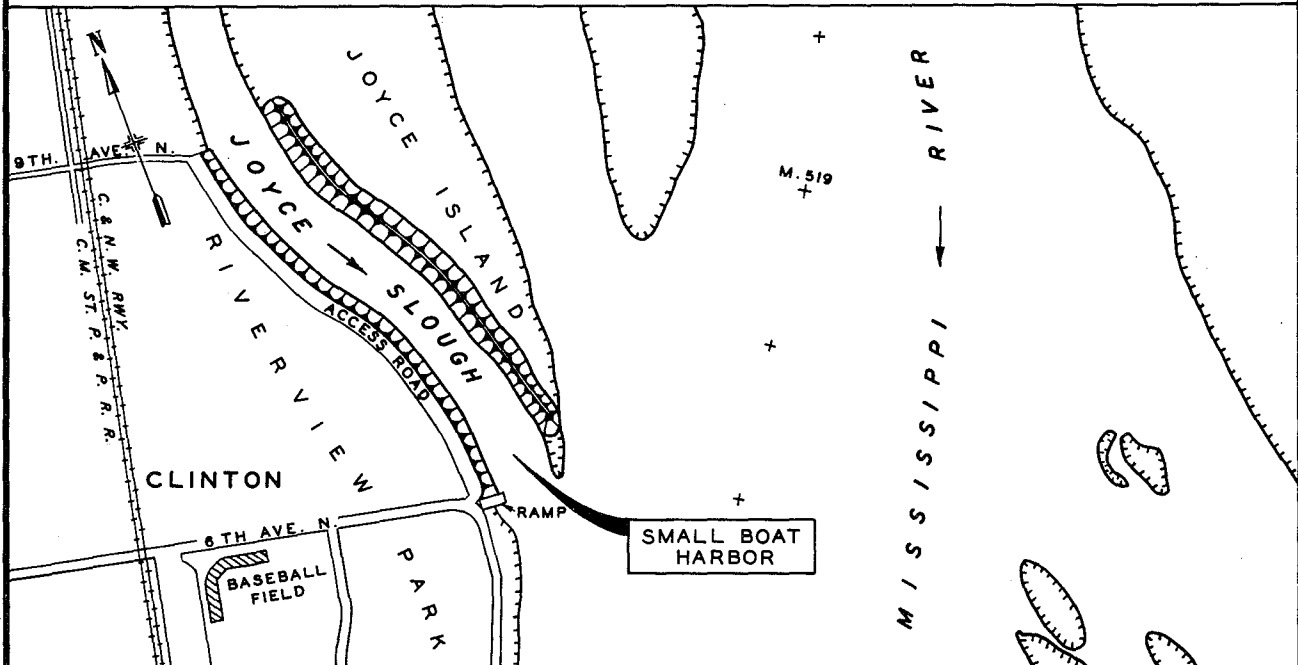 N
9TH. AVE. N.
C. & N.W. RWY.
C. M. ST. P. & P. R. R.
JOYCE SLOUGH
JOYCE ISLAND
RIVERVIEW PARK
ACCESS ROAD
M. 519
MISSISSIPPI RIVER
CLINTON
6TH AVE. N.
RAMP
BASEBALL
FIELD
SMALL BOAT
HARBOR